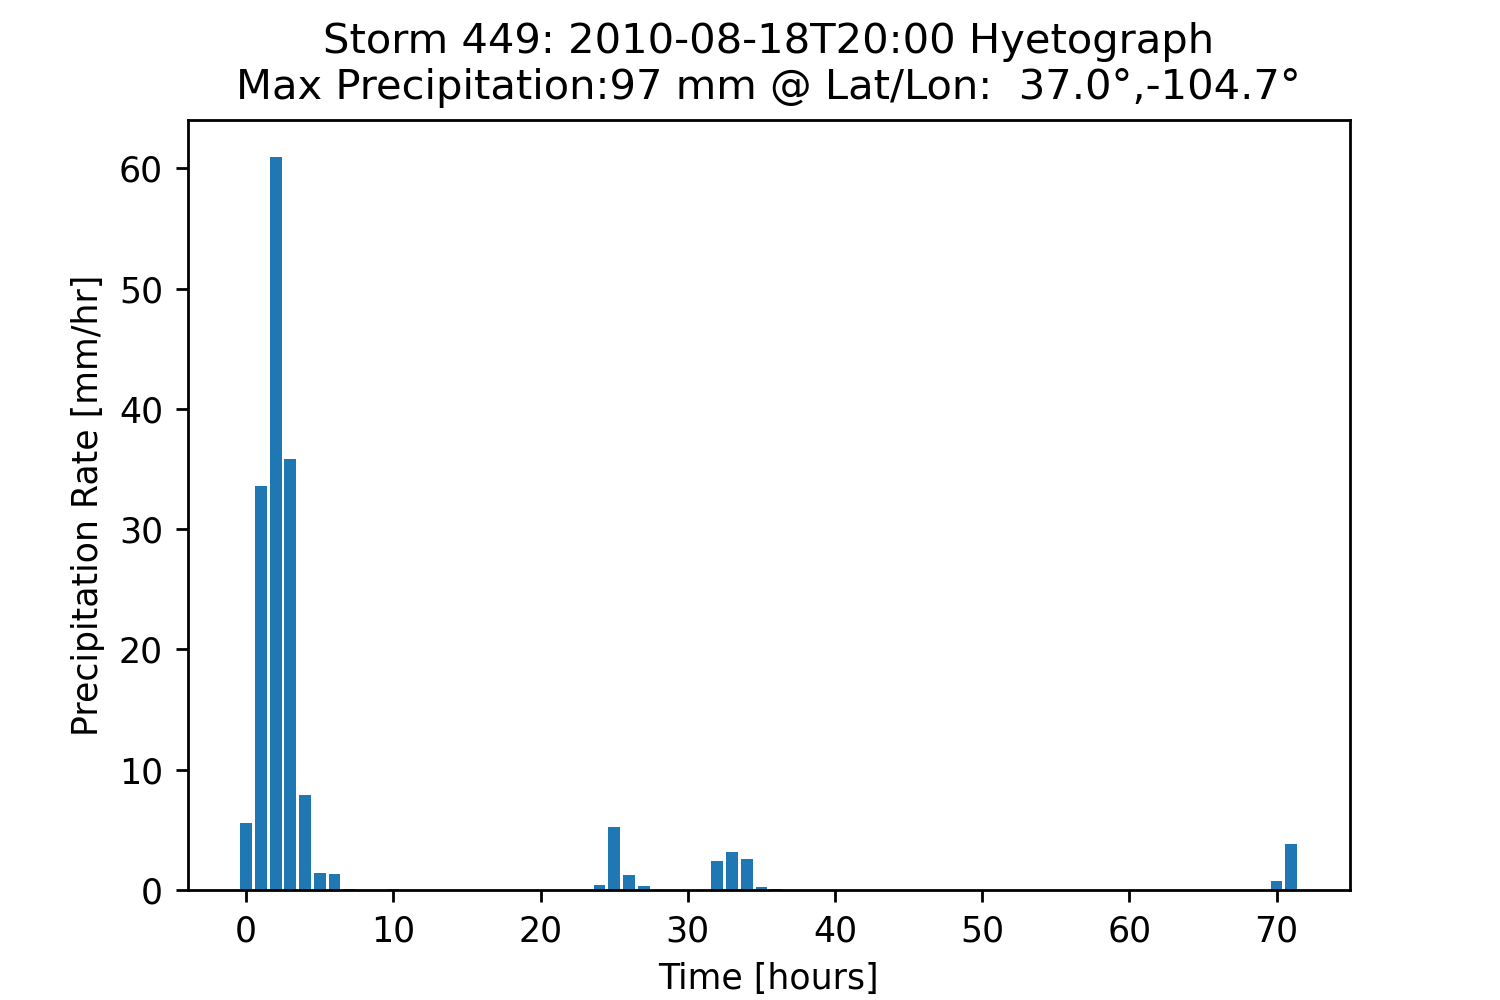 Storm 449: 2010-08-18T20:00 Hyetograph
Max Precipitation:97 mm @ Lat/Lon:  37.0°,-104.7°
60
50
40
30
20
10
0
Precipitation Rate [mm/hr]
0 10 20 30 40 50 60 70
Time [hours]